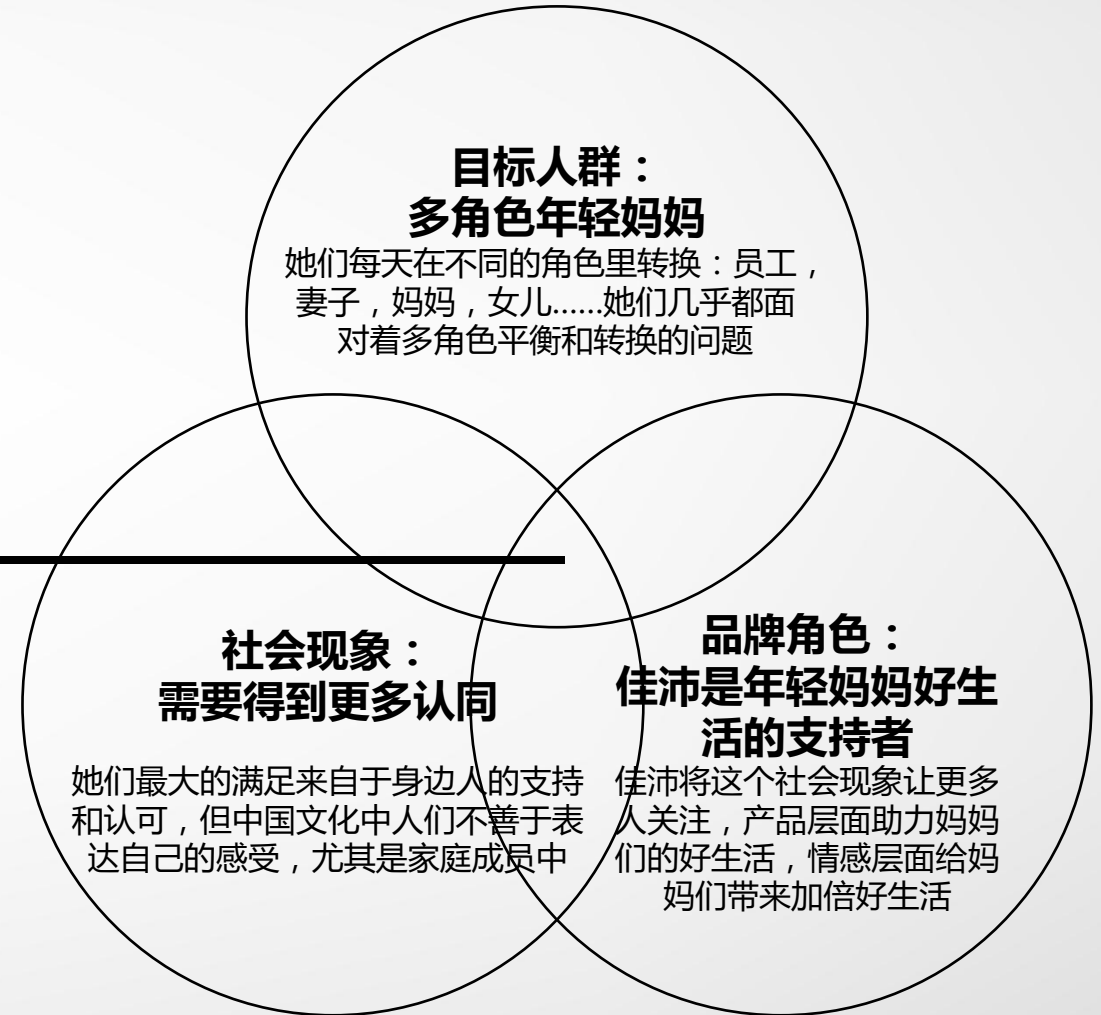 目标人群：
多角色年轻妈妈
她们每天在不同的角色里转换：员工，
妻子，妈妈，女儿……她们几乎都面
对着多角色平衡和转换的问题
社会现象：
需要得到更多认同
她们最大的满足来自于身边人的支持
和认可，但中国文化中人们不善于表
达自己的感受，尤其是家庭成员中
品牌角色：
佳沛是年轻妈妈好生
活的支持者
佳沛将这个社会现象让更多
人关注，产品层面助力妈妈
们的好生活，情感层面给妈
妈们带来加倍好生活